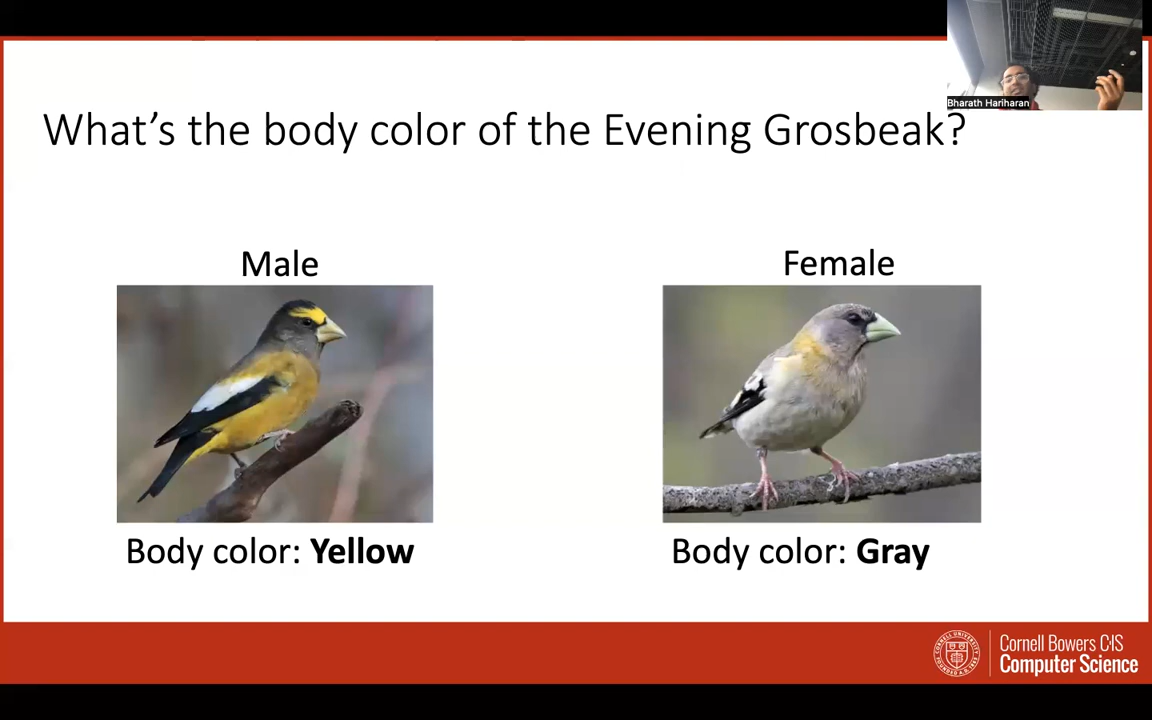 Bharath Hariharan
What's the body color of the Evening Grosbeak?
Male
Female
Body color: Yellow
Body color: Gray
Cornell Bowers C·IS
Computer Science